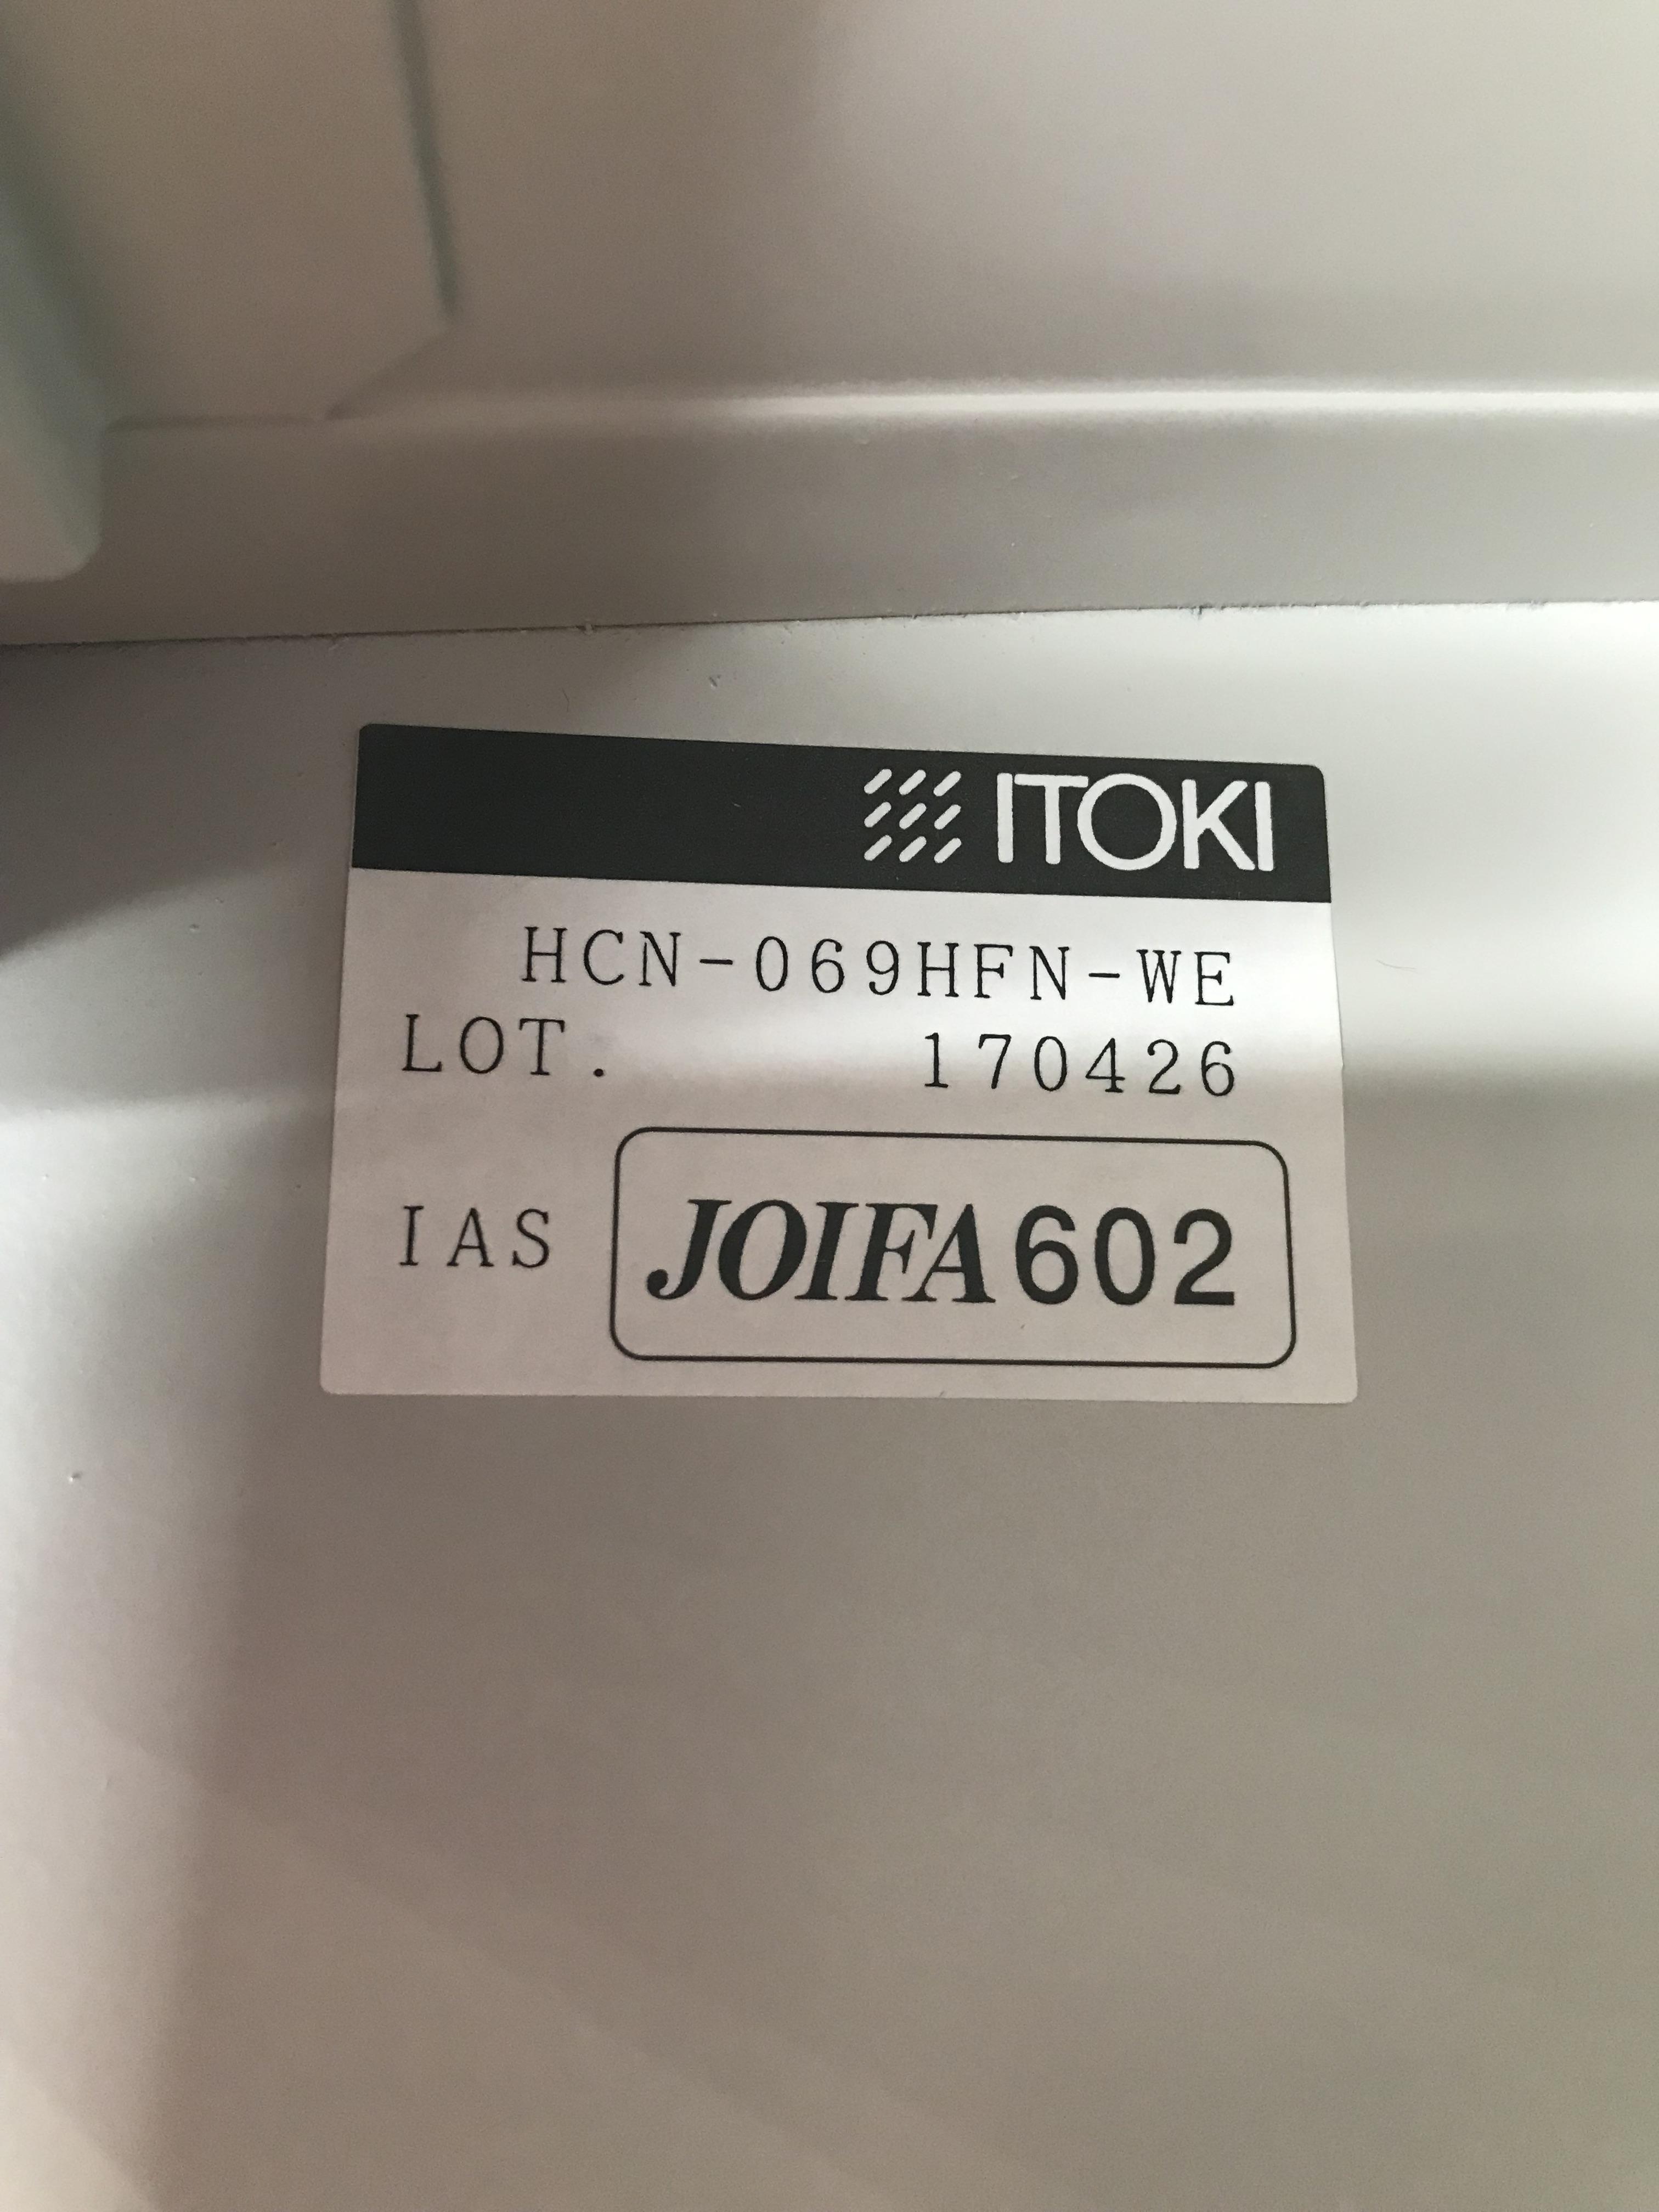 ITOKI
HCN-069HFN-WE
LOT. 170426
IAS JOIFA602